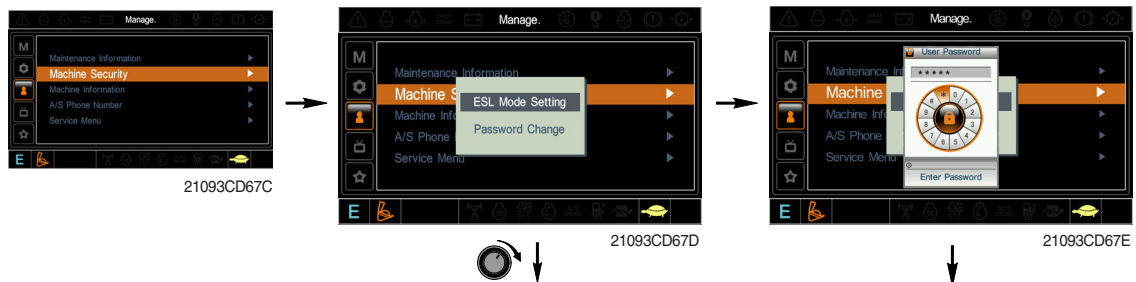 Manage.
M
Maintenance Information
Machine Security
Machine Information
A/S Phone Number
Service Menu
E
21093CD67C
Manage.
M
Maintenance Information
Machine S
ESL Mode Setting
Machine Info
A/S Phone
Password Change
Service Menu
E
21093CD67D
Manage.
M
User Password
Maintenance In
*****
Machine
* 0 1 2 3 4 5 6 7 8 9 #
Machine Info
A/S Phone
Service Menu
Enter Password
E
21093CD67E